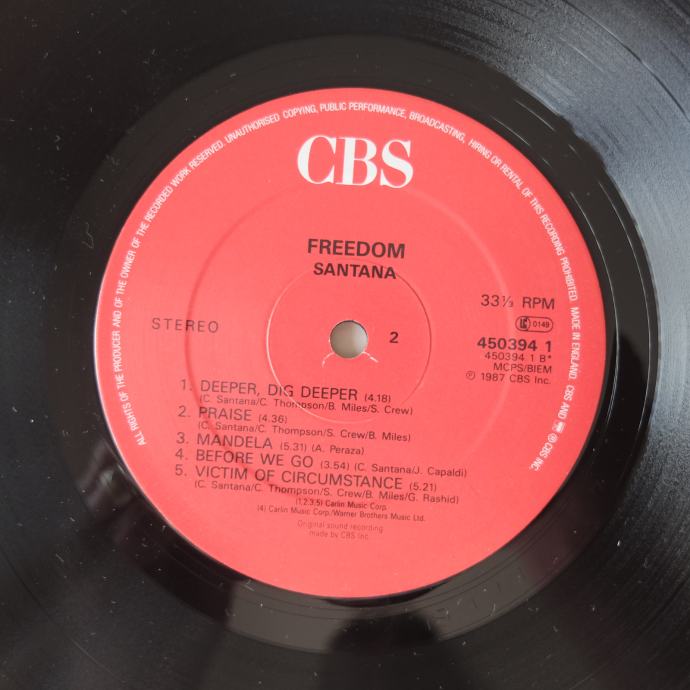 ALL RIGHTS OF THE PRODUCER AND OF THE OWNER OF THE RECORDED WORK RESERVED. UNAUTHORISED COPYING, PUBLIC PERFORMANCE, BROADCASTING, HIRING OR RENTAL OF THIS RECORDING PROHIBITED. MADE IN ENGLAND. CBS AND ® CBS INC.
CBS
FREEDOM
SANTANA
33⅓ RPM
STEREO
2
LC 0149
450394 1
450394 1 B*
MCPS/BIEM
℗ 1987 CBS Inc.
1. DEEPER, DIG DEEPER (4.18)
(C. Santana/C. Thompson/B. Miles/S. Crew)
2. PRAISE (4.36)
(C. Santana/C. Thompson/S. Crew/B. Miles)
3. MANDELA (5.31) (A. Peraza)
4. BEFORE WE GO (3.54) (C. Santana/J. Capaldi)
5. VICTIM OF CIRCUMSTANCE (5.21)
(C. Santana/C. Thompson/S. Crew/B. Miles/G. Rashid)
(1,2,3,5) Carlin Music Corp.
(4) Carlin Music Corp./Warner Brothers Music Ltd.
Original sound recording
made by CBS Inc.